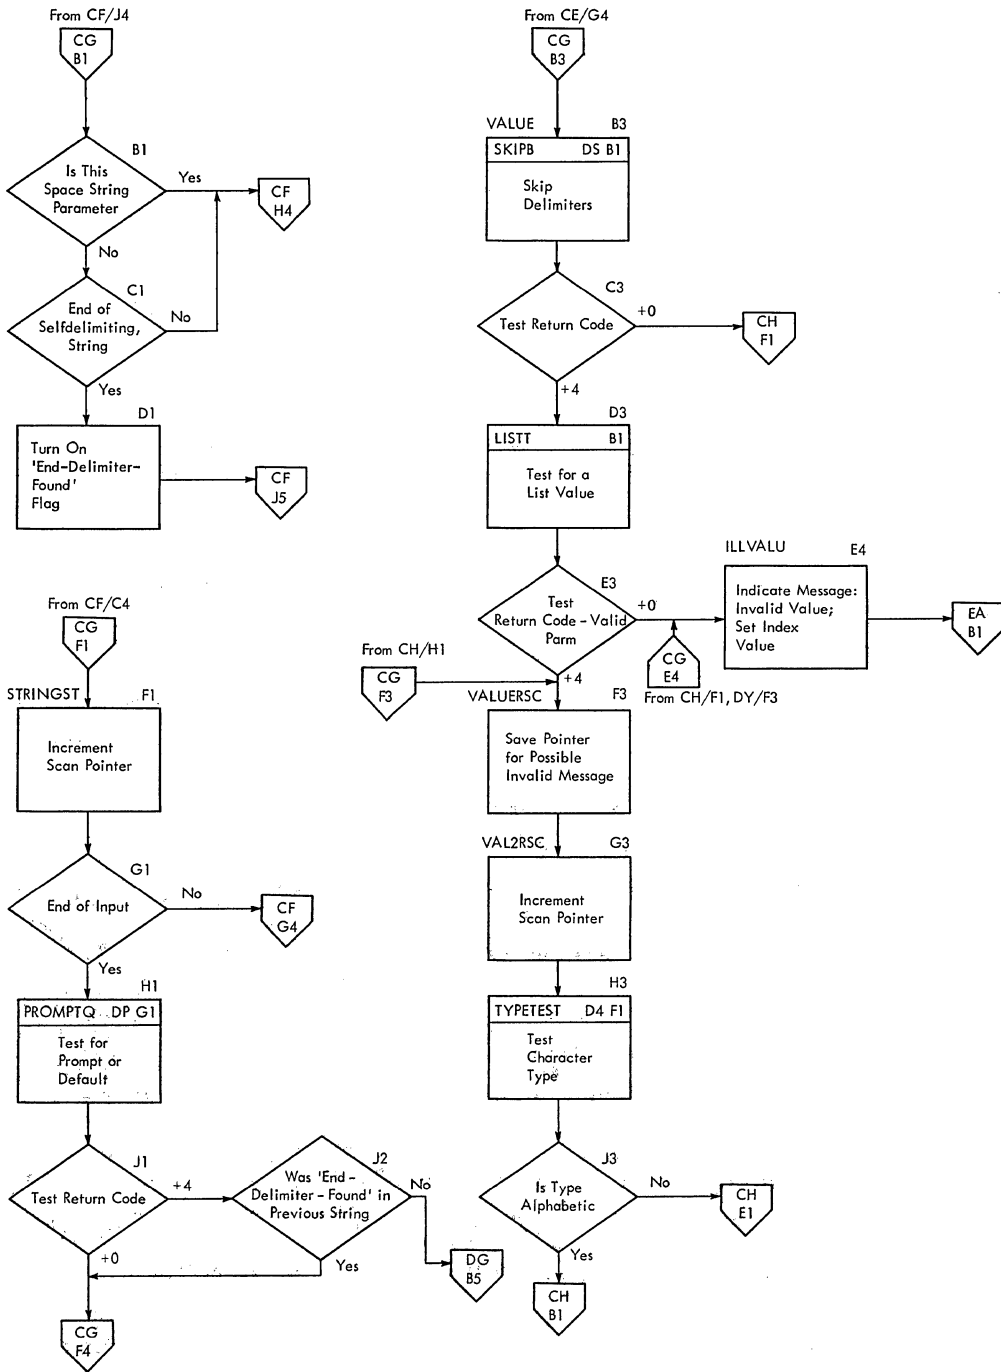 From CF/J4
CG
B1
B1
Is This
Space String
Parameter
Yes
CF
H4
No
C1
End of
Selfdelimiting,
String
No
Yes
D1
Turn On
'End-Delimiter-
Found'
Flag
CF
J5
From CF/C4
CG
F1
STRINGST F1
Increment
Scan Pointer
G1
End of Input
No
CF
G4
Yes
H1
PROMPTQ DP G1
Test for
Prompt or
Default
J1
Test Return Code
+4
J2
Was 'End-
Delimiter-Found' in
Previous String
No
Yes
DG
B5
+0
CG
F4
From CE/G4
CG
B3
VALUE B3
SKIPB DS B1
Skip
Delimiters
C3
Test Return Code
+0
CH
F1
+4
D3
LISTT B1
Test for a
List Value
E3
Test
Return Code-Valid
Parm
+0
ILLVALU E4
Indicate Message:
Invalid Value;
Set Index
Value
EA
B1
CG
E4
From CH/F1, DY/F3
From CH/H1
CG
F3
+4
VALUERSC F3
Save Pointer
for Possible
Invalid Message
VAL2RSC G3
Increment
Scan Pointer
H3
TYPETEST D4 F1
Test
Character
Type
J3
Is Type
Alphabetic
No
CH
E1
Yes
CH
B1